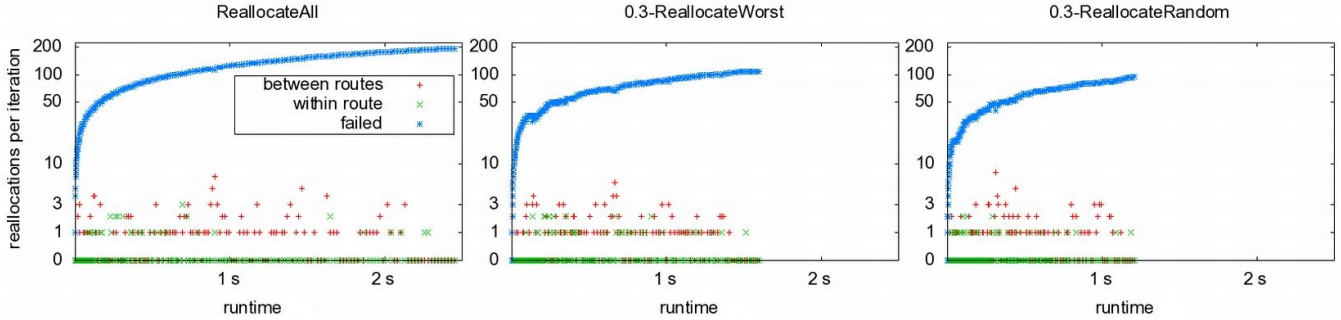 ReallocateAll
0.3-ReallocateWorst
0.3-ReallocateRandom
reallocations per iteration
200
100
50
10
3
1
0
between routes
within route
failed
1 s
2 s
runtime
200
100
50
10
3
1
0
1 s
2 s
runtime
200
100
50
10
3
1
0
1 s
2 s
runtime